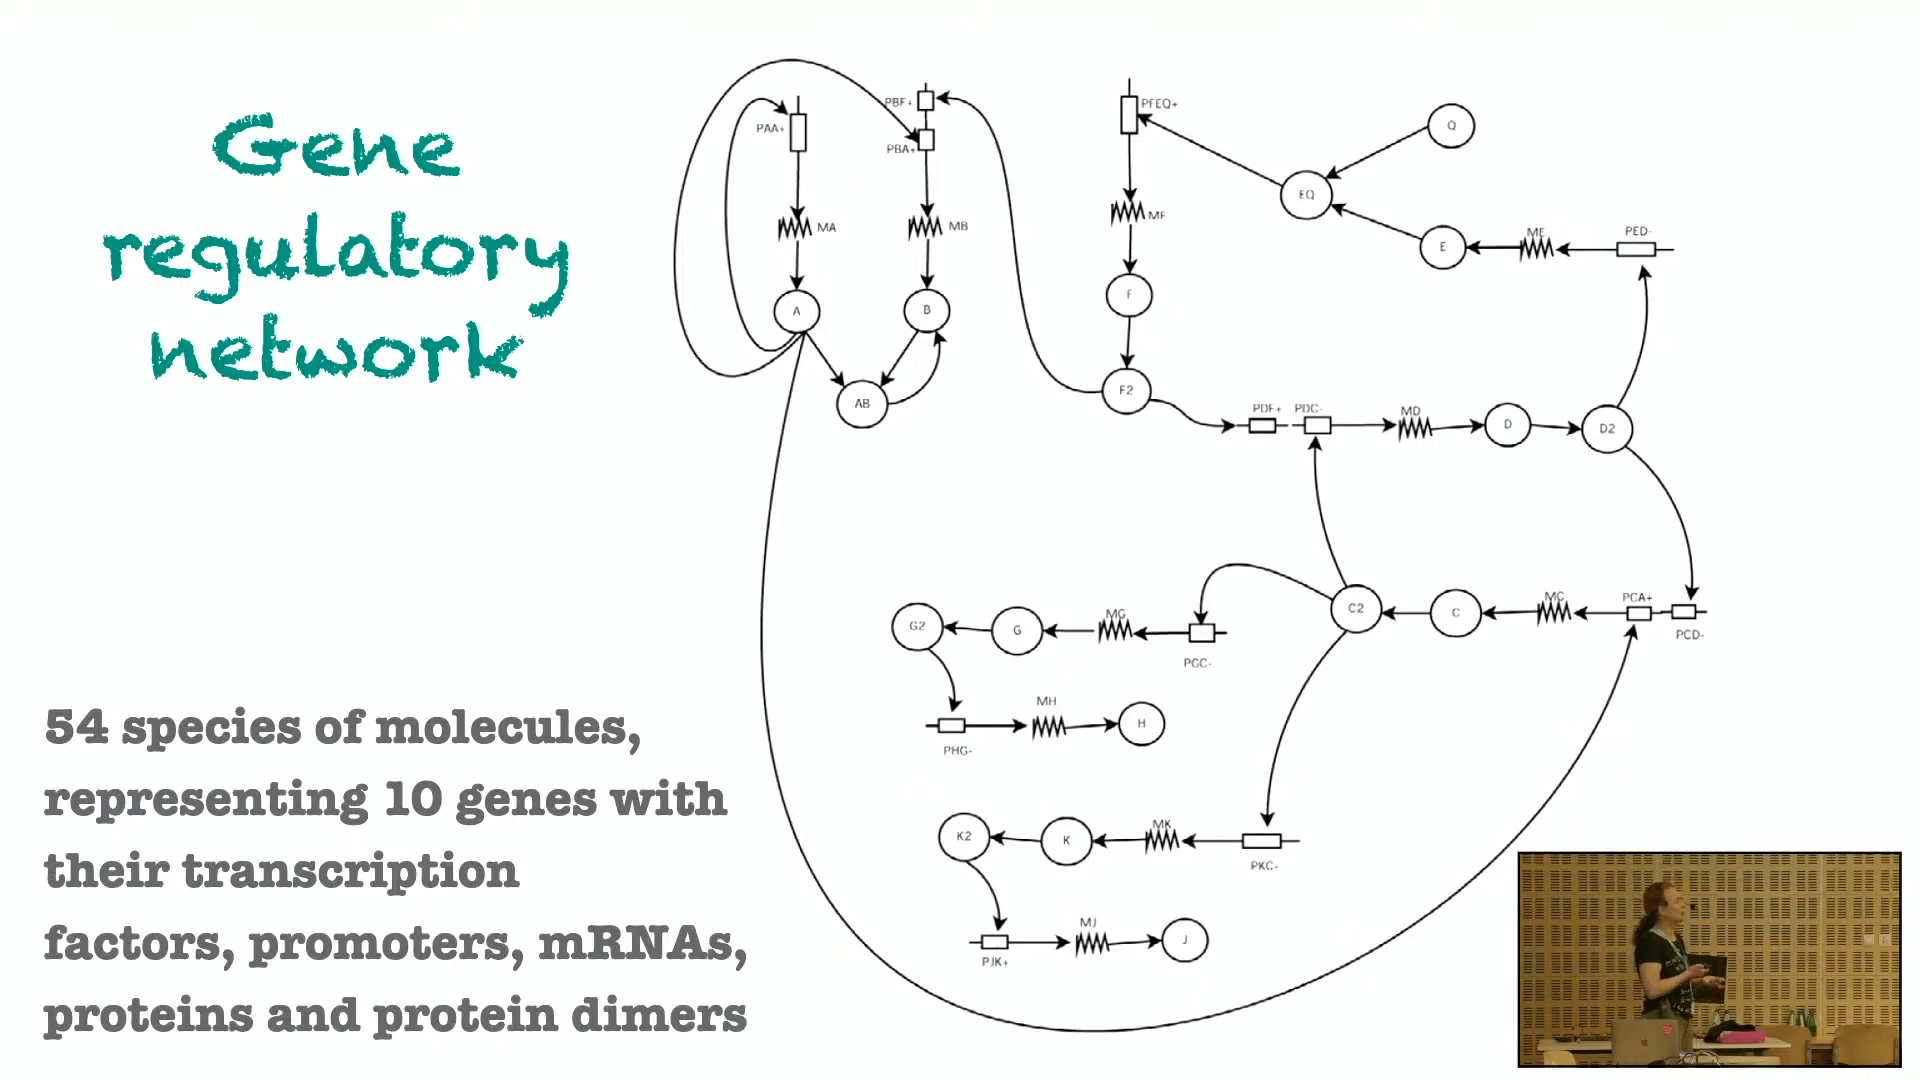 Gene
regulatory
network
54 species of molecules,
representing 10 genes with
their transcription
factors, promoters, mRNAs,
proteins and protein dimers
PAA+
MA
A
PBF+
PBA+
MB
B
AB
PFEQ+
MF
F
F2
Q
EQ
E
ME
PED-
PDF+
PDC-
MD
D
D2
G2
G
MG
PGC-
C2
C
MC
PCA+
PCD-
PHG-
MH
H
K2
K
MK
PKC-
PJK+
MJ
J